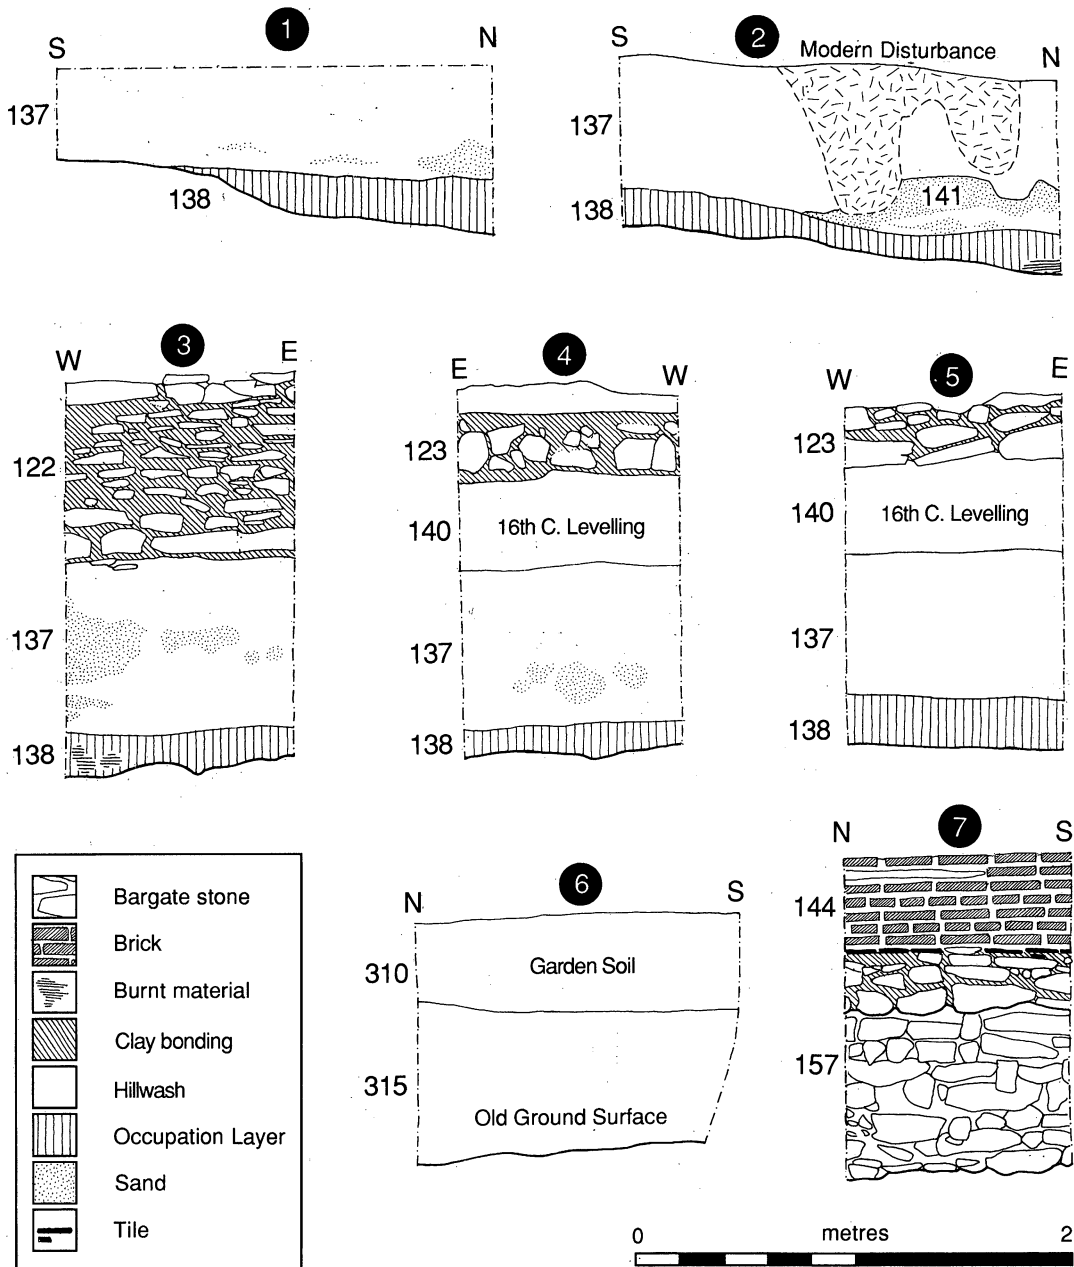 1
S N
137
138
2
S Modern Disturbance N
137
138
141
3
W E
122
137
138
4
E W
123
140 16th C. Levelling
137
138
5
W E
123
140 16th C. Levelling
137
138
Bargate stone
Brick
Burnt material
Clay bonding
Hillwash
Occupation Layer
Sand
Tile
6
N S
310 Garden Soil
315
Old Ground Surface
7
N S
144
157
0 metres 2